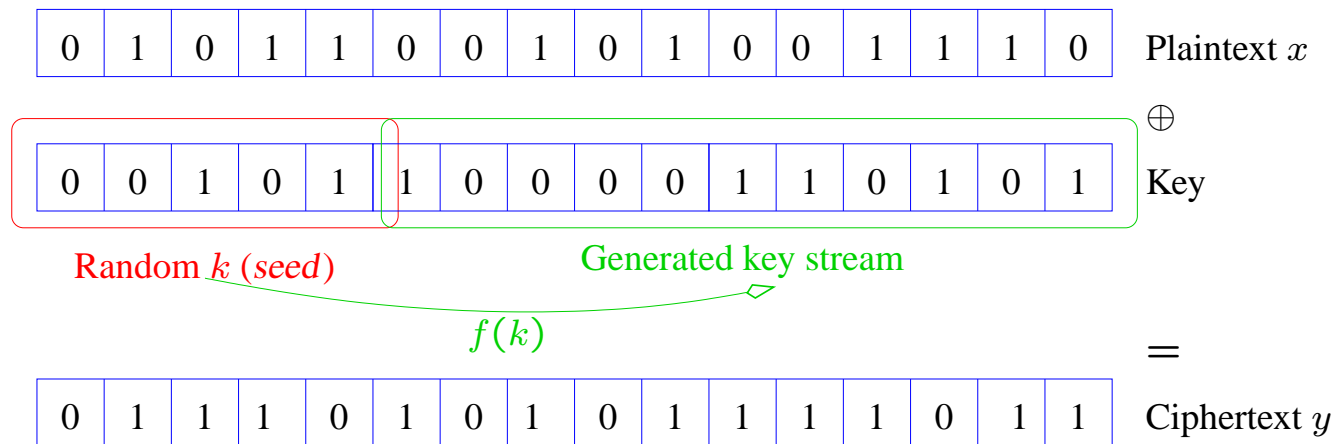 0 1 0 1 1 0 0 1 0 1 0 0 1 1 1 0 Plaintext x
⊕
0 0 1 0 1 1 0 0 0 0 1 1 0 1 0 1 Key
Random k (seed) Generated key stream
f(k)
=
0 1 1 1 0 1 0 1 0 1 1 1 1 0 1 1 Ciphertext y